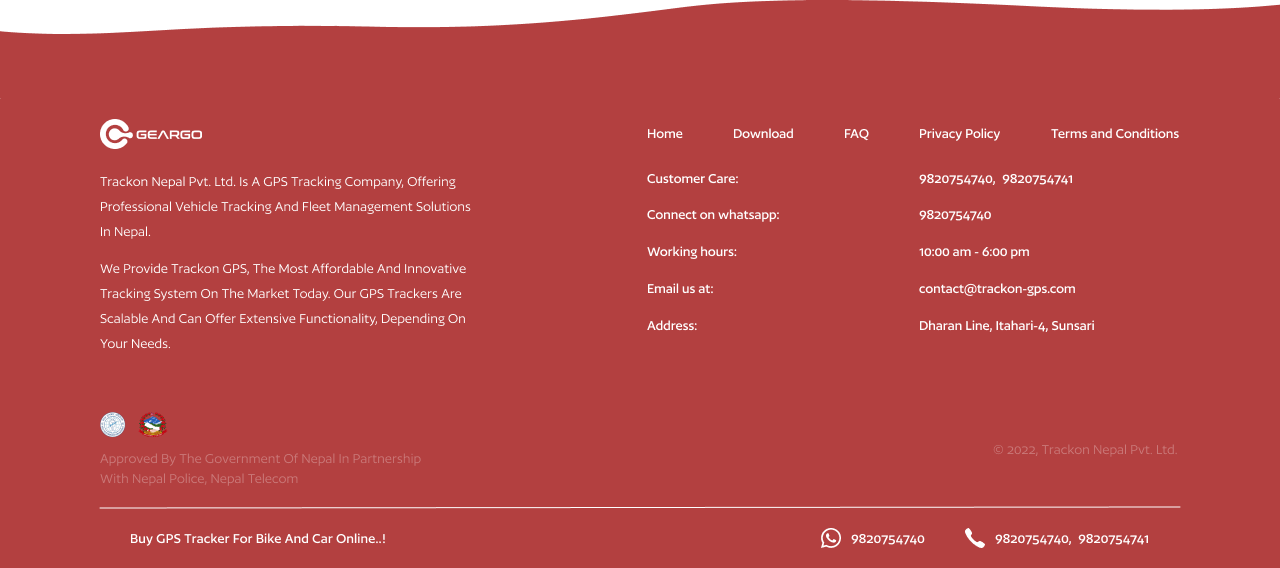 GEARGO
Trackon Nepal Pvt. Ltd. Is A GPS Tracking Company, Offering
Professional Vehicle Tracking And Fleet Management Solutions
In Nepal.
We Provide Trackon GPS, The Most Affordable And Innovative
Tracking System On The Market Today. Our GPS Trackers Are
Scalable And Can Offer Extensive Functionality, Depending On
Your Needs.
Home Download FAQ Privacy Policy Terms and Conditions
Customer Care: 9820754740, 9820754741
Connect on whatsapp: 9820754740
Working hours: 10:00 am - 6:00 pm
Email us at: contact@trackon-gps.com
Address: Dharan Line, Itahari-4, Sunsari
Approved By The Government Of Nepal In Partnership
With Nepal Police, Nepal Telecom
© 2022, Trackon Nepal Pvt. Ltd.
Buy GPS Tracker For Bike And Car Online..! 9820754740 9820754740, 9820754741